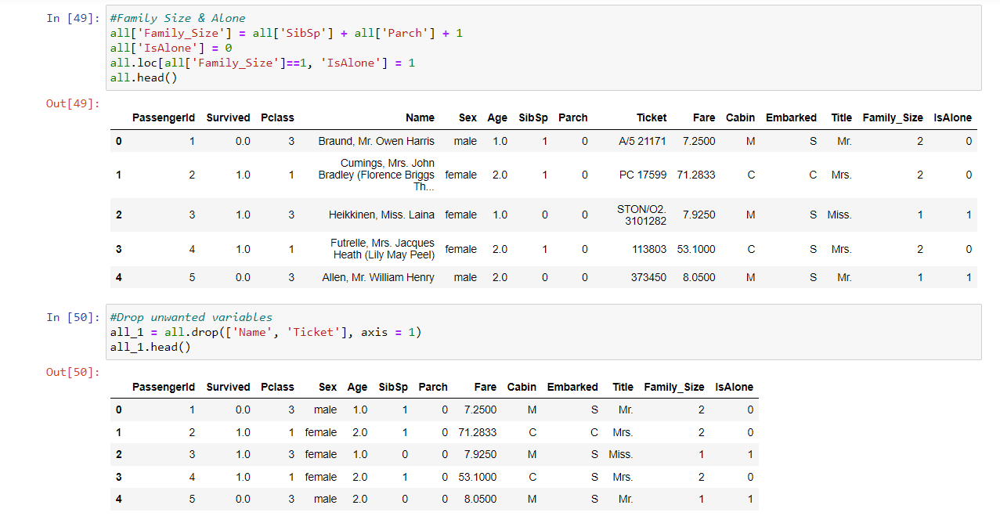 In [49]: #Family Size & Alone
all['Family_Size'] = all['SibSp'] + all['Parch'] + 1
all['IsAlone'] = 0
all.loc[all['Family_Size']==1, 'IsAlone'] = 1
all.head()
Out[49]:
PassengerId Survived Pclass Name Sex Age SibSp Parch Ticket Fare Cabin Embarked Title Family_Size IsAlone
0 1 0.0 3 Braund, Mr. Owen Harris male 1.0 1 0 A/5 21171 7.2500 M S Mr. 2 0
Cumings, Mrs. John
1 2 1.0 1 Bradley (Florence Briggs female 2.0 1 0 PC 17599 71.2833 C C Mrs. 2 0
Th...
2 3 1.0 3 Heikkinen, Miss. Laina female 1.0 0 0 STON/O2. 7.9250 M S Miss. 1 1
3101282
3 4 1.0 1 Futrelle, Mrs. Jacques female 2.0 1 0 113803 53.1000 C S Mrs. 2 0
Heath (Lily May Peel)
4 5 0.0 3 Allen, Mr. William Henry male 2.0 0 0 373450 8.0500 M S Mr. 1 1
In [50]: #Drop unwanted variables
all_1 = all.drop(['Name', 'Ticket'], axis = 1)
all_1.head()
Out[50]:
PassengerId Survived Pclass Sex Age SibSp Parch Fare Cabin Embarked Title Family_Size IsAlone
0 1 0.0 3 male 1.0 1 0 7.2500 M S Mr. 2 0
1 2 1.0 1 female 2.0 1 0 71.2833 C C Mrs. 2 0
2 3 1.0 3 female 1.0 0 0 7.9250 M S Miss. 1 1
3 4 1.0 1 female 2.0 1 0 53.1000 C S Mrs. 2 0
4 5 0.0 3 male 2.0 0 0 8.0500 M S Mr. 1 1